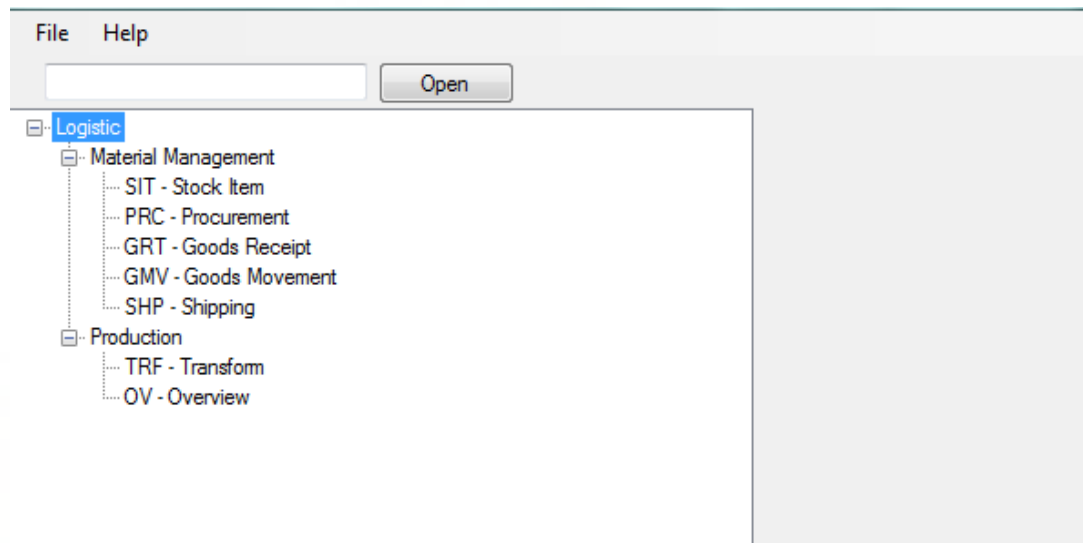 File Help
Open
Logistic
Material Management
SIT - Stock Item
PRC - Procurement
GRT - Goods Receipt
GMV - Goods Movement
SHP - Shipping
Production
TRF - Transform
OV - Overview